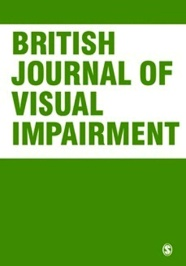 BRITISH
JOURNAL OF
VISUAL
IMPAIRMENT